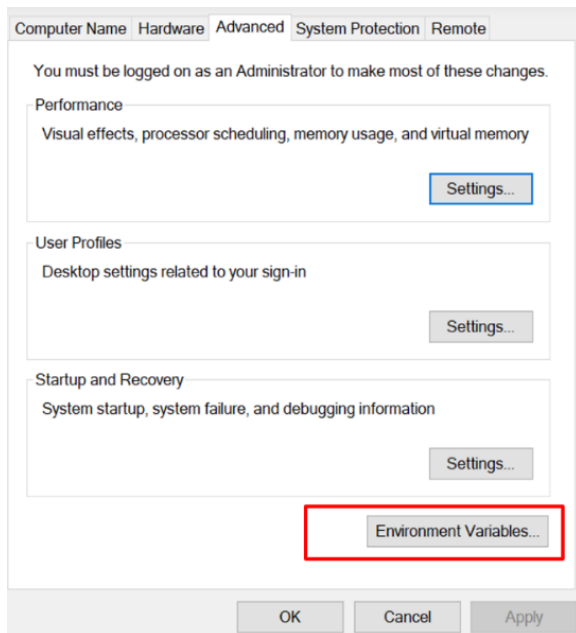 Computer Name Hardware Advanced System Protection Remote
You must be logged on as an Administrator to make most of these changes.
Performance
Visual effects, processor scheduling, memory usage, and virtual memory
Settings...
User Profiles
Desktop settings related to your sign-in
Settings...
Startup and Recovery
System startup, system failure, and debugging information
Settings...
Environment Variables...
OK Cancel Apply